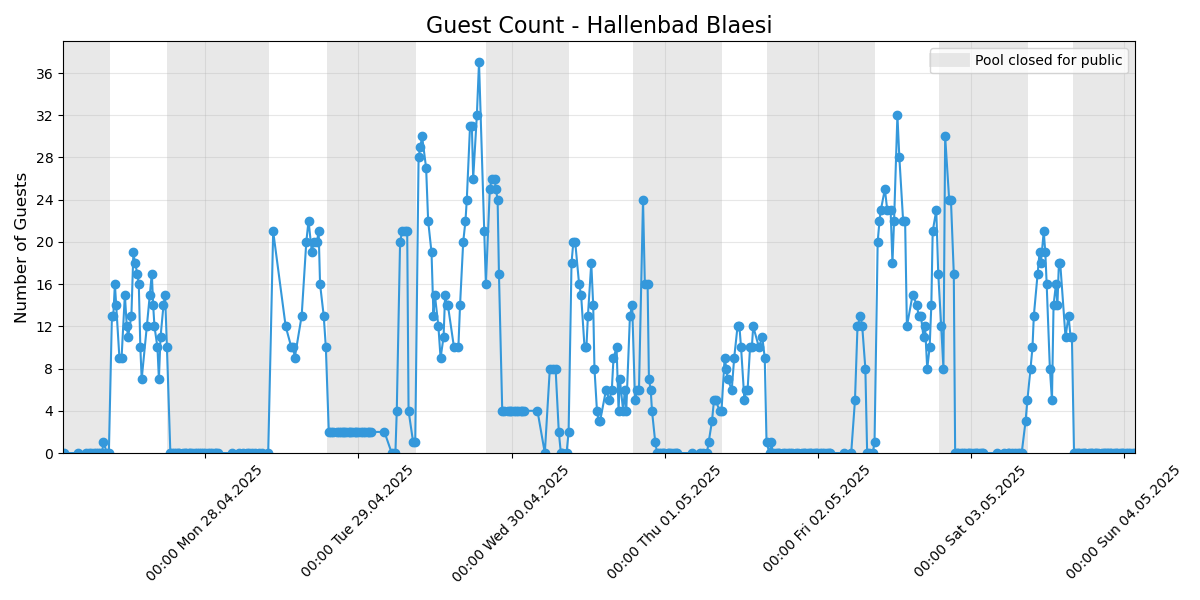 Guest Count - Hallenbad Blaesi
Pool closed for public
Number of Guests
36
32
28
24
20
16
12
8
4
0
00:00 Mon 28.04.2025
00:00 Tue 29.04.2025
00:00 Wed 30.04.2025
00:00 Thu 01.05.2025
00:00 Fri 02.05.2025
00:00 Sat 03.05.2025
00:00 Sun 04.05.2025